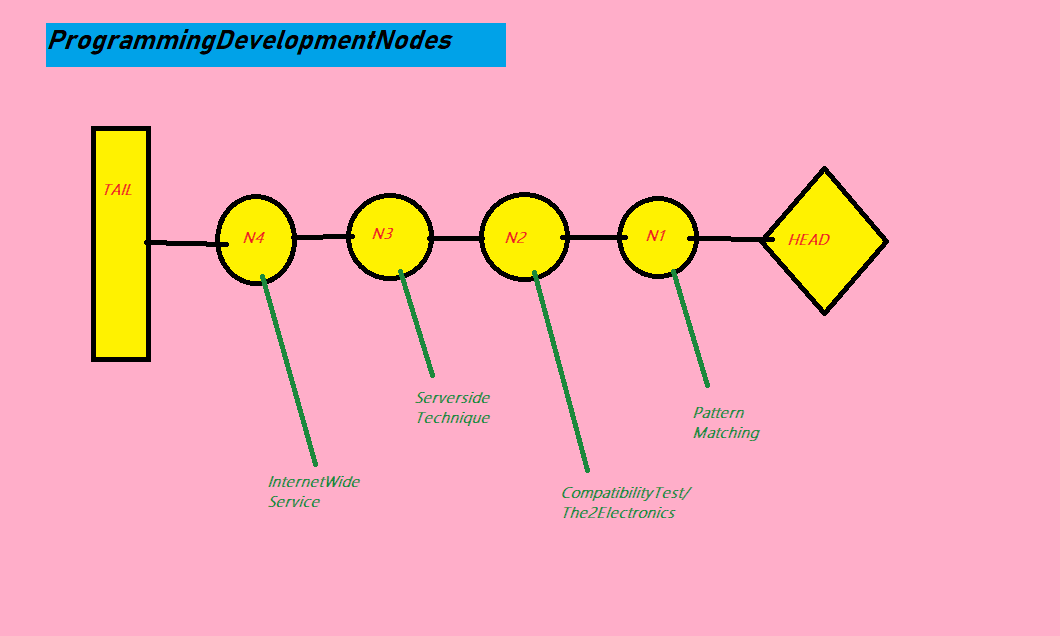 ProgrammingDevelopmentNodes
TAIL
N4
N3
N2
N1
HEAD
Serverside
Technique
Pattern
Matching
InternetWide
Service
CompatibilityTest/
The2Electronics